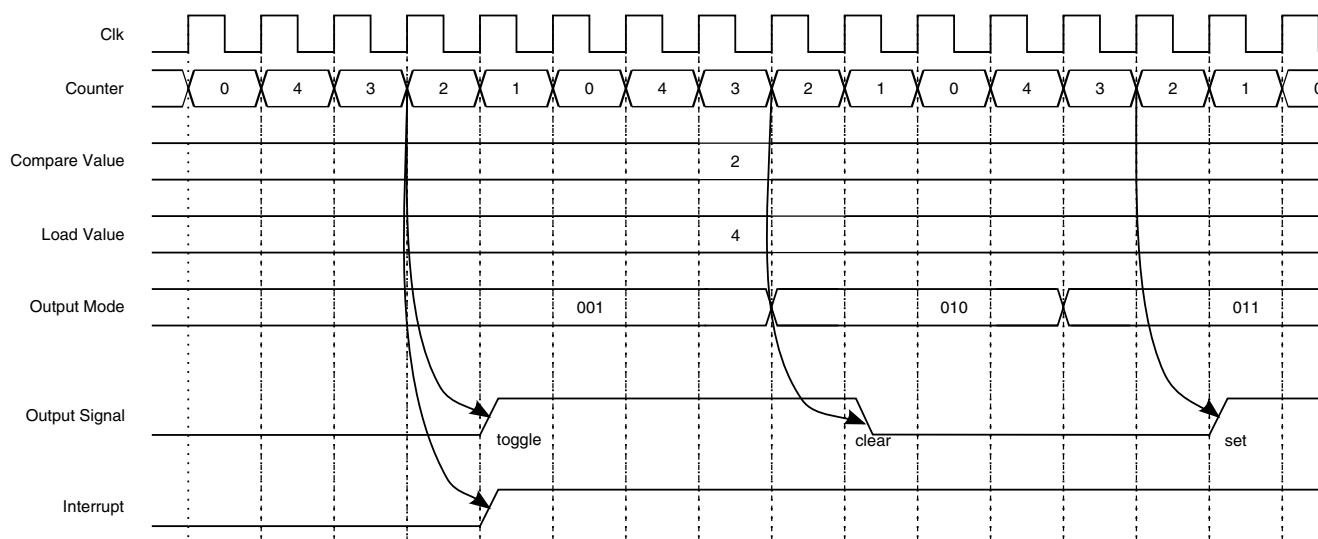 Clk
Counter 0 4 3 2 1 0 4 3 2 1 0 4 3 2 1 0
Compare Value 2
Load Value 4
Output Mode 001 010 011
Output Signal
toggle clear set
Interrupt